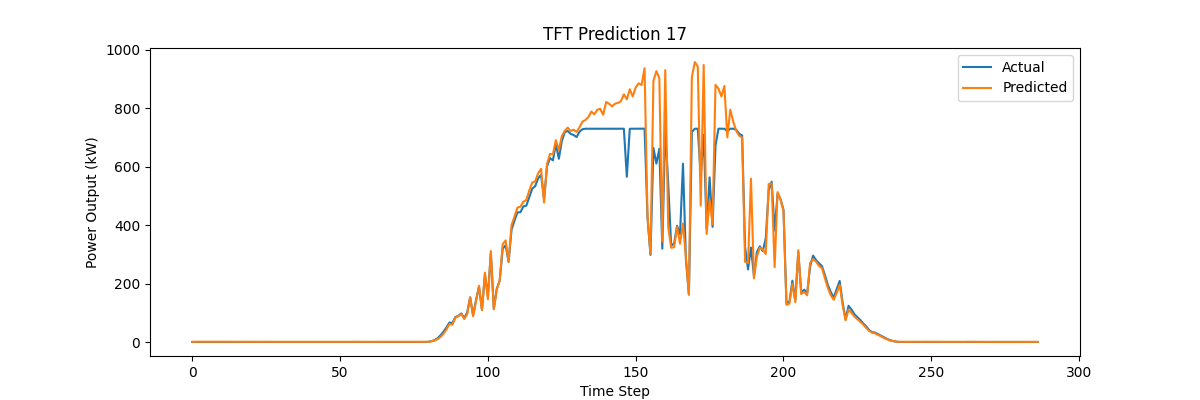 TFT Prediction 17
Actual
Predicted
Power Output (kW)
1000
800
600
400
200
0
0 50 100 150 200 250 300
Time Step